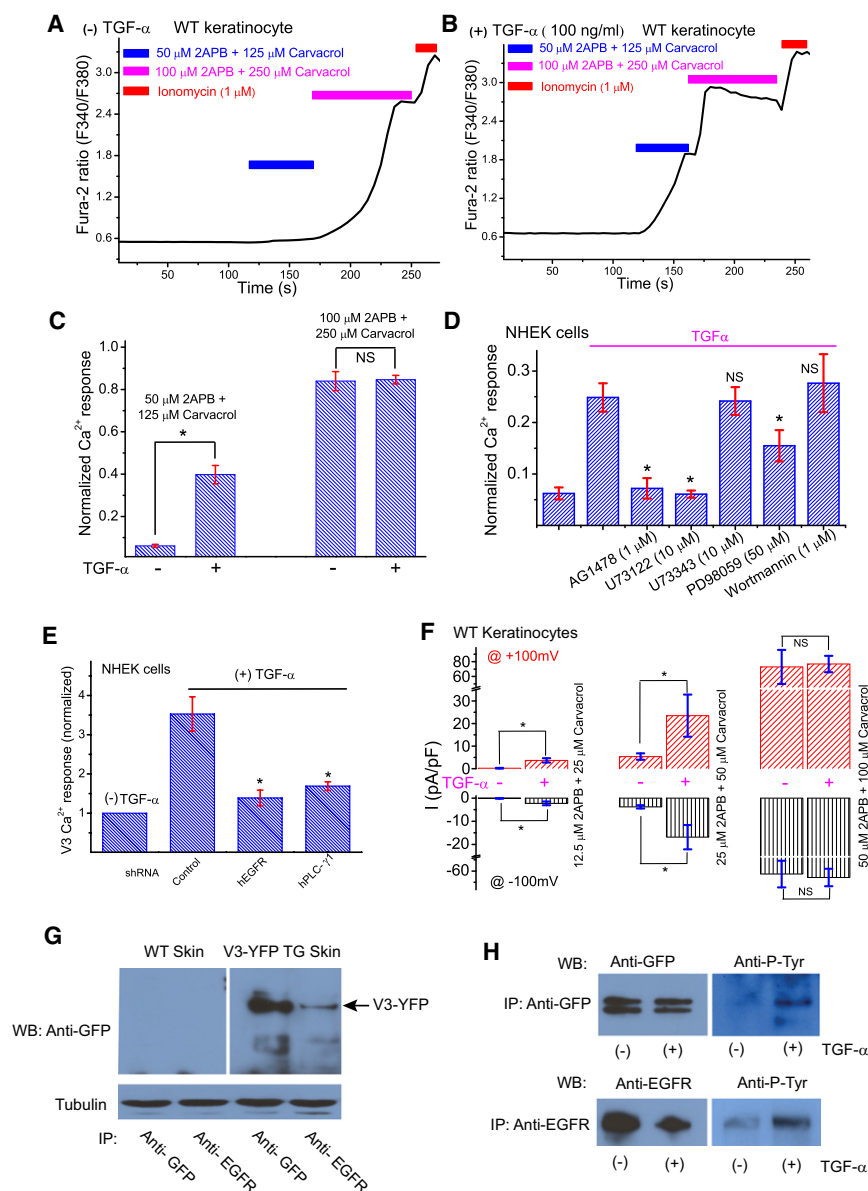 A
(-) TGF-α WT keratinocyte
50 μM 2APB + 125 μM Carvacrol
100 μM 2APB + 250 μM Carvacrol
Ionomycin (1 μM)
Fura-2 ratio (F340/F380)
3.0
2.4
1.8
1.2
0.6
50 100 150 200 250
Time (s)
B
(+) TGF-α ( 100 ng/ml) WT keratinocyte
50 μM 2APB + 125 μM Carvacrol
100 μM 2APB + 250 μM Carvacrol
Ionomycin (1 μM)
Fura-2 ratio (F340/F380)
3.6
3.0
2.4
1.8
1.2
0.6
50 100 150 200 250
Time (s)
C
Normalized Ca2+ response
1.0
0.8
0.6
0.4
0.2
50 μM 2APB +
125 μM Carvacrol
*
100 μM 2APB +
250 μM Carvacrol
NS
TGF-α - + - +
D
NHEK cells
TGFα
Normalized Ca2+ response
0.3
0.2
0.1
* * NS * NS
AG1478 (1 μM)
U73122 (10 μM)
U73343 (10 μM)
PD98059 (50 μM)
Wortmannin (1 μM)
E
NHEK cells
(+) TGF-α
V3 Ca2+ response (normalized)
4
3
2
1
0
(-)TGF-α
* *
shRNA
Control
hEGFR
hPLC-γ1
F
WT Keratinocytes
@ +100mV
I (pA/pF)
80
60
40
30
20
10
0
TGF-α - + - + - +
0
-10
-20
-60
@ -100mV
* * NS
* * NS
12.5 μM 2APB + 25 μM Carvacrol
25 μM 2APB + 50 μM Carvacrol
50 μM 2APB + 100 μM Carvacrol
G
WT Skin V3-YFP TG Skin
WB: Anti-GFP
V3-YFP
Tubulin
IP:
Anti- GFP
Anti- EGFR
Anti-GFP
Anti- EGFR
H
WB: Anti-GFP Anti-P-Tyr
IP: Anti-GFP
(-) (+) (-) (+) TGF-α
WB: Anti-EGFR Anti-P-Tyr
IP: Anti-EGFR
(-) (+) (-) (+) TGF-α